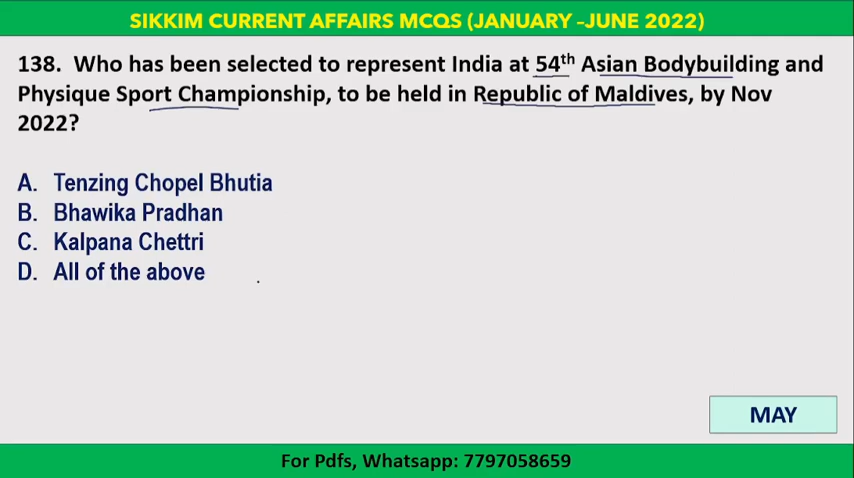 SIKKIM CURRENT AFFAIRS MCQS (JANUARY –JUNE 2022)
138. Who has been selected to represent India at 54th Asian Bodybuilding and
Physique Sport Championship, to be held in Republic of Maldives, by Nov
2022?
A. Tenzing Chopel Bhutia
B. Bhawika Pradhan
C. Kalpana Chettri
D. All of the above
MAY
For Pdfs, Whatsapp: 7797058659